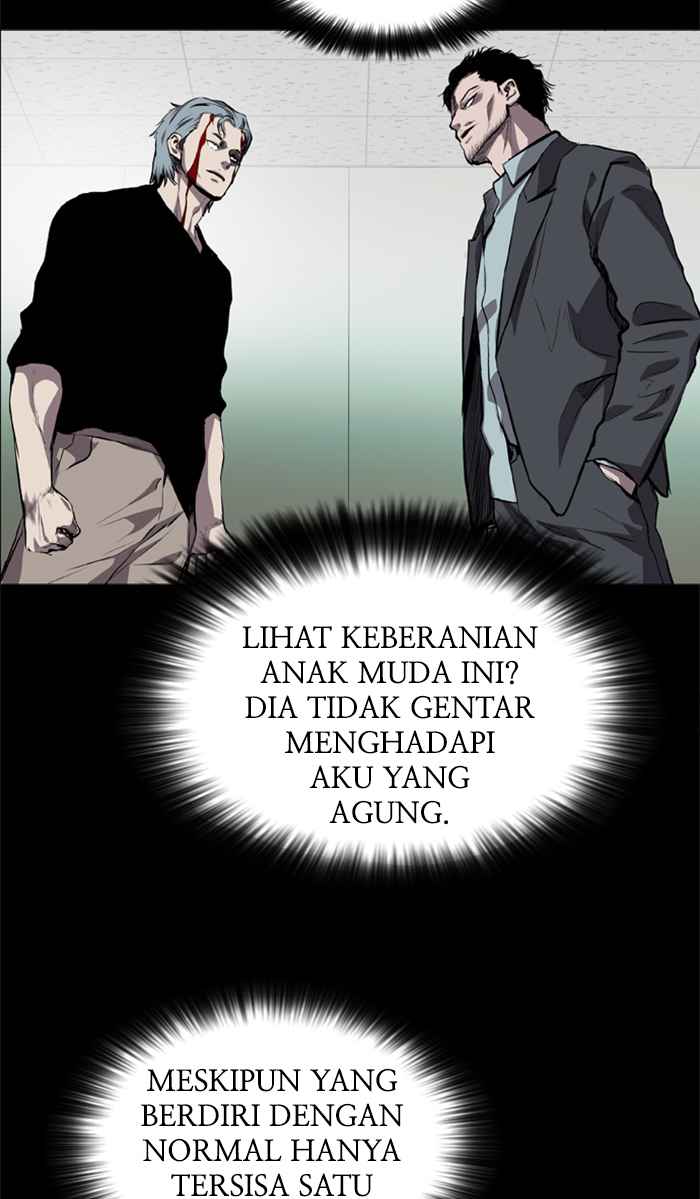 LIHAT KEBERANIAN
ANAK MUDA INI?
DIA TIDAK GENTAR
MENGHADAPI
AKU YANG
AGUNG.
MESKIPUN YANG
BERDIRI DENGAN
NORMAL HANYA
TERSISA SATU